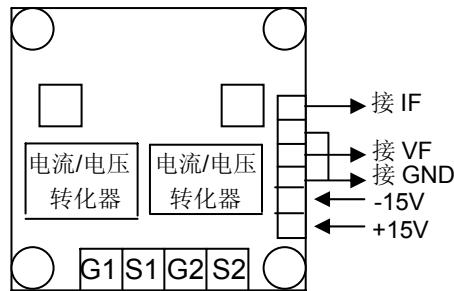 接 IF
接 VF
接 GND
-15V
+15V
电流/电压
转化器
电流/电压
转化器
G1 S1 G2 S2